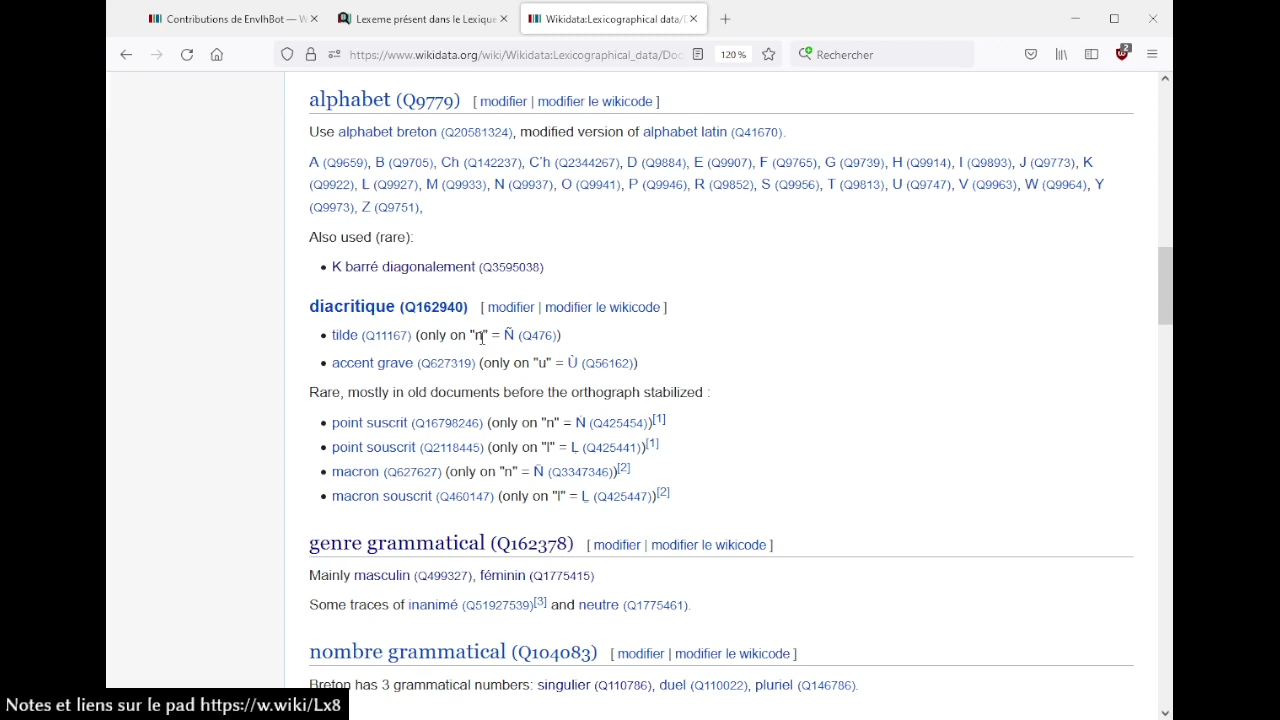 Contributions de EnvlhBot — W
Lexeme présent dans le Lexique
Wikidata:Lexicographical data/D
https://www.wikidata.org/wiki/Wikidata:Lexicographical_data/Doc
120 %
Rechercher
2
alphabet (Q9779) [ modifier | modifier le wikicode ]
Use alphabet breton (Q20581324), modified version of alphabet latin (Q41670).
A (Q9659), B (Q9705), Ch (Q142237), Cʼh (Q2344267), D (Q9884), E (Q9907), F (Q9765), G (Q9739), H (Q9914), I (Q9893), J (Q9773), K
(Q9922), L (Q9927), M (Q9933), N (Q9937), O (Q9941), P (Q9946), R (Q9852), S (Q9956), T (Q9813), U (Q9747), V (Q9963), W (Q9964), Y
(Q9973), Z (Q9751),
Also used (rare):
• K barré diagonalement (Q3595038)
diacritique (Q162940) [ modifier | modifier le wikicode ]
• tilde (Q11167) (only on "n" = Ñ (Q476))
• accent grave (Q627319) (only on "u" = Ù (Q56162))
Rare, mostly in old documents before the orthograph stabilized :
• point suscrit (Q16798246) (only on "n" = Ṅ (Q425454))[1]
• point souscrit (Q2118445) (only on "l" = Ḷ (Q425441))[1]
• macron (Q627627) (only on "n" = N̄ (Q3347346))[2]
• macron souscrit (Q460147) (only on "l" = Ḻ (Q425447))[2]
genre grammatical (Q162378) [ modifier | modifier le wikicode ]
Mainly masculin (Q499327), féminin (Q1775415)
Some traces of inanimé (Q51927539)[3] and neutre (Q1775461).
nombre grammatical (Q104083) [ modifier | modifier le wikicode ]
Breton has 3 grammatical numbers: singulier (Q110786), duel (Q110022), pluriel (Q146786).
Notes et liens sur le pad https://w.wiki/Lx8